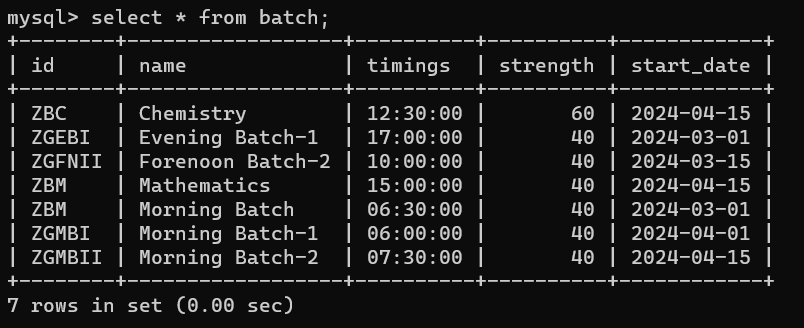 mysql> select * from batch;
+--------+-------------------+----------+----------+------------+
| id     | name              | timings  | strength | start_date |
+--------+-------------------+----------+----------+------------+
| ZBC    | Chemistry         | 12:30:00 |       60 | 2024-04-15 |
| ZGEBI  | Evening Batch-1   | 17:00:00 |       40 | 2024-03-01 |
| ZGFNII | Forenoon Batch-2  | 10:00:00 |       40 | 2024-03-15 |
| ZBM    | Mathematics       | 15:00:00 |       40 | 2024-04-15 |
| ZBM    | Morning Batch     | 06:30:00 |       40 | 2024-03-01 |
| ZGMBI  | Morning Batch-1   | 06:00:00 |       40 | 2024-04-01 |
| ZGMBII | Morning Batch-2   | 07:30:00 |       40 | 2024-04-15 |
+--------+-------------------+----------+----------+------------+
7 rows in set (0.00 sec)